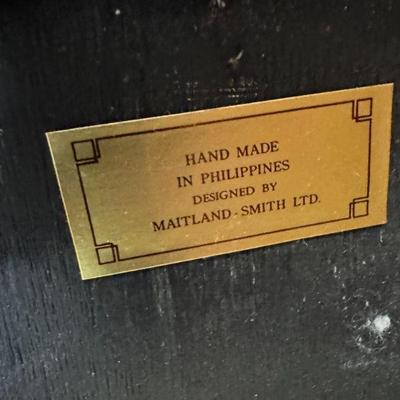 HAND MADE
IN PHILIPPINES
DESIGNED BY
MAITLAND-SMITH LTD.